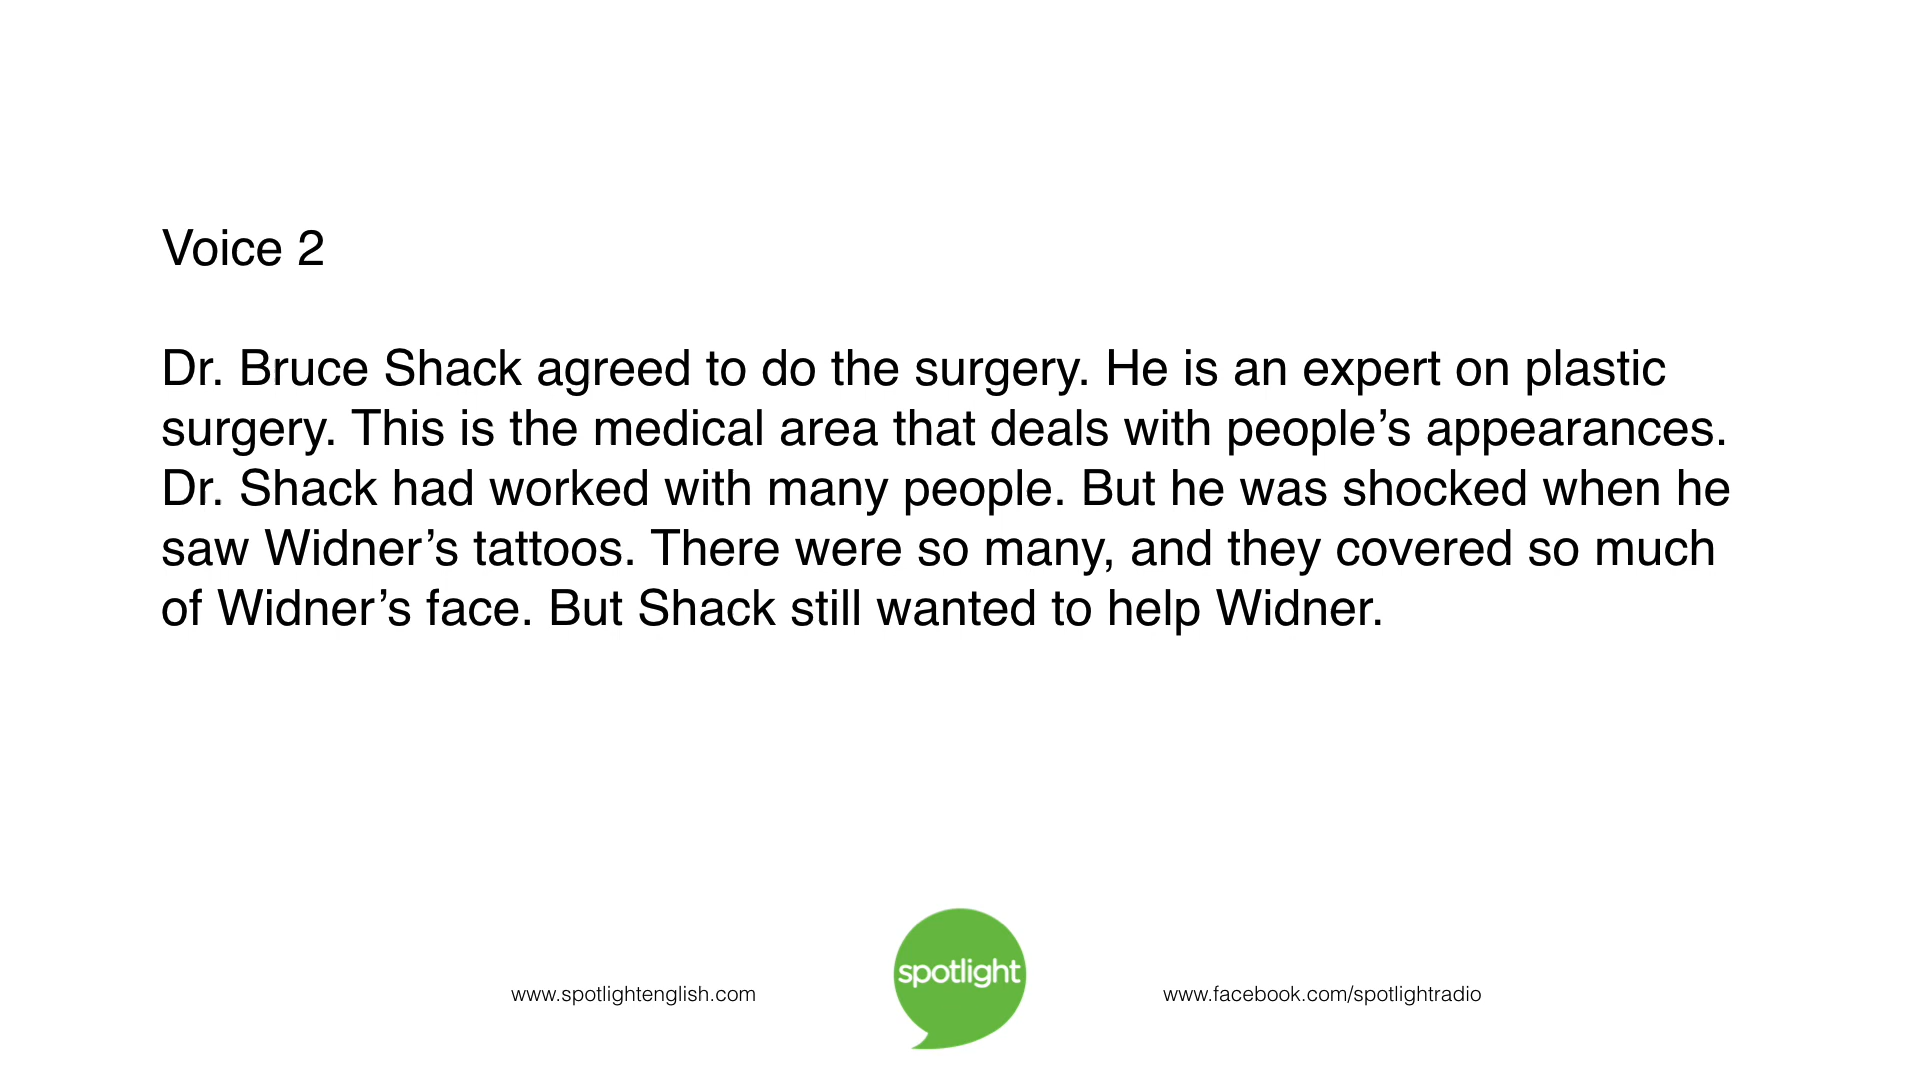 Voice 2
Dr. Bruce Shack agreed to do the surgery. He is an expert on plastic
surgery. This is the medical area that deals with people’s appearances.
Dr. Shack had worked with many people. But he was shocked when he
saw Widner’s tattoos. There were so many, and they covered so much
of Widner’s face. But Shack still wanted to help Widner.
spotlight
www.spotlightenglish.com
www.facebook.com/spotlightradio